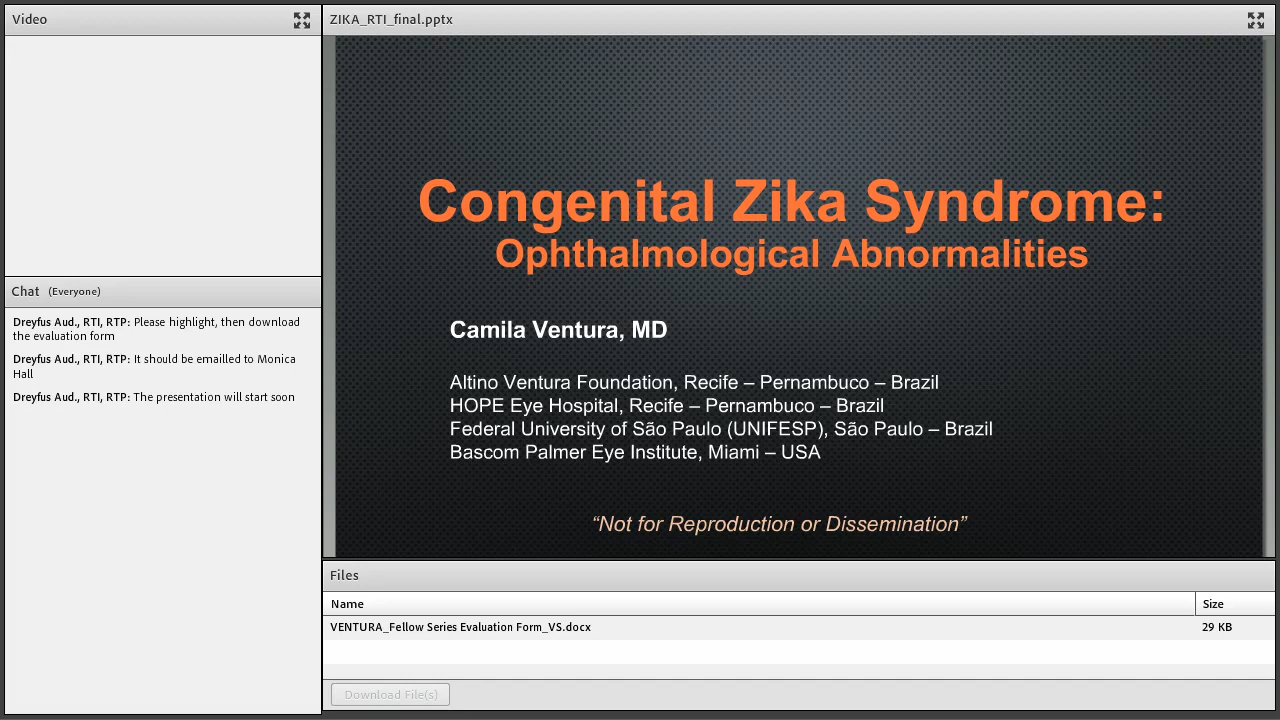 Video
ZIKA_RTI_final.pptx
Congenital Zika Syndrome:
Ophthalmological Abnormalities
Camila Ventura, MD
Altino Ventura Foundation, Recife – Pernambuco – Brazil
HOPE Eye Hospital, Recife – Pernambuco – Brazil
Federal University of São Paulo (UNIFESP), São Paulo – Brazil
Bascom Palmer Eye Institute, Miami – USA
“Not for Reproduction or Dissemination”
Chat (Everyone)
Dreyfus Aud., RTI, RTP: Please highlight, then download
the evaluation form
Dreyfus Aud., RTI, RTP: It should be emailled to Monica
Hall
Dreyfus Aud., RTI, RTP: The presentation will start soon
Files
Name Size
VENTURA_Fellow Series Evaluation Form_VS.docx 29 KB
Download File(s)